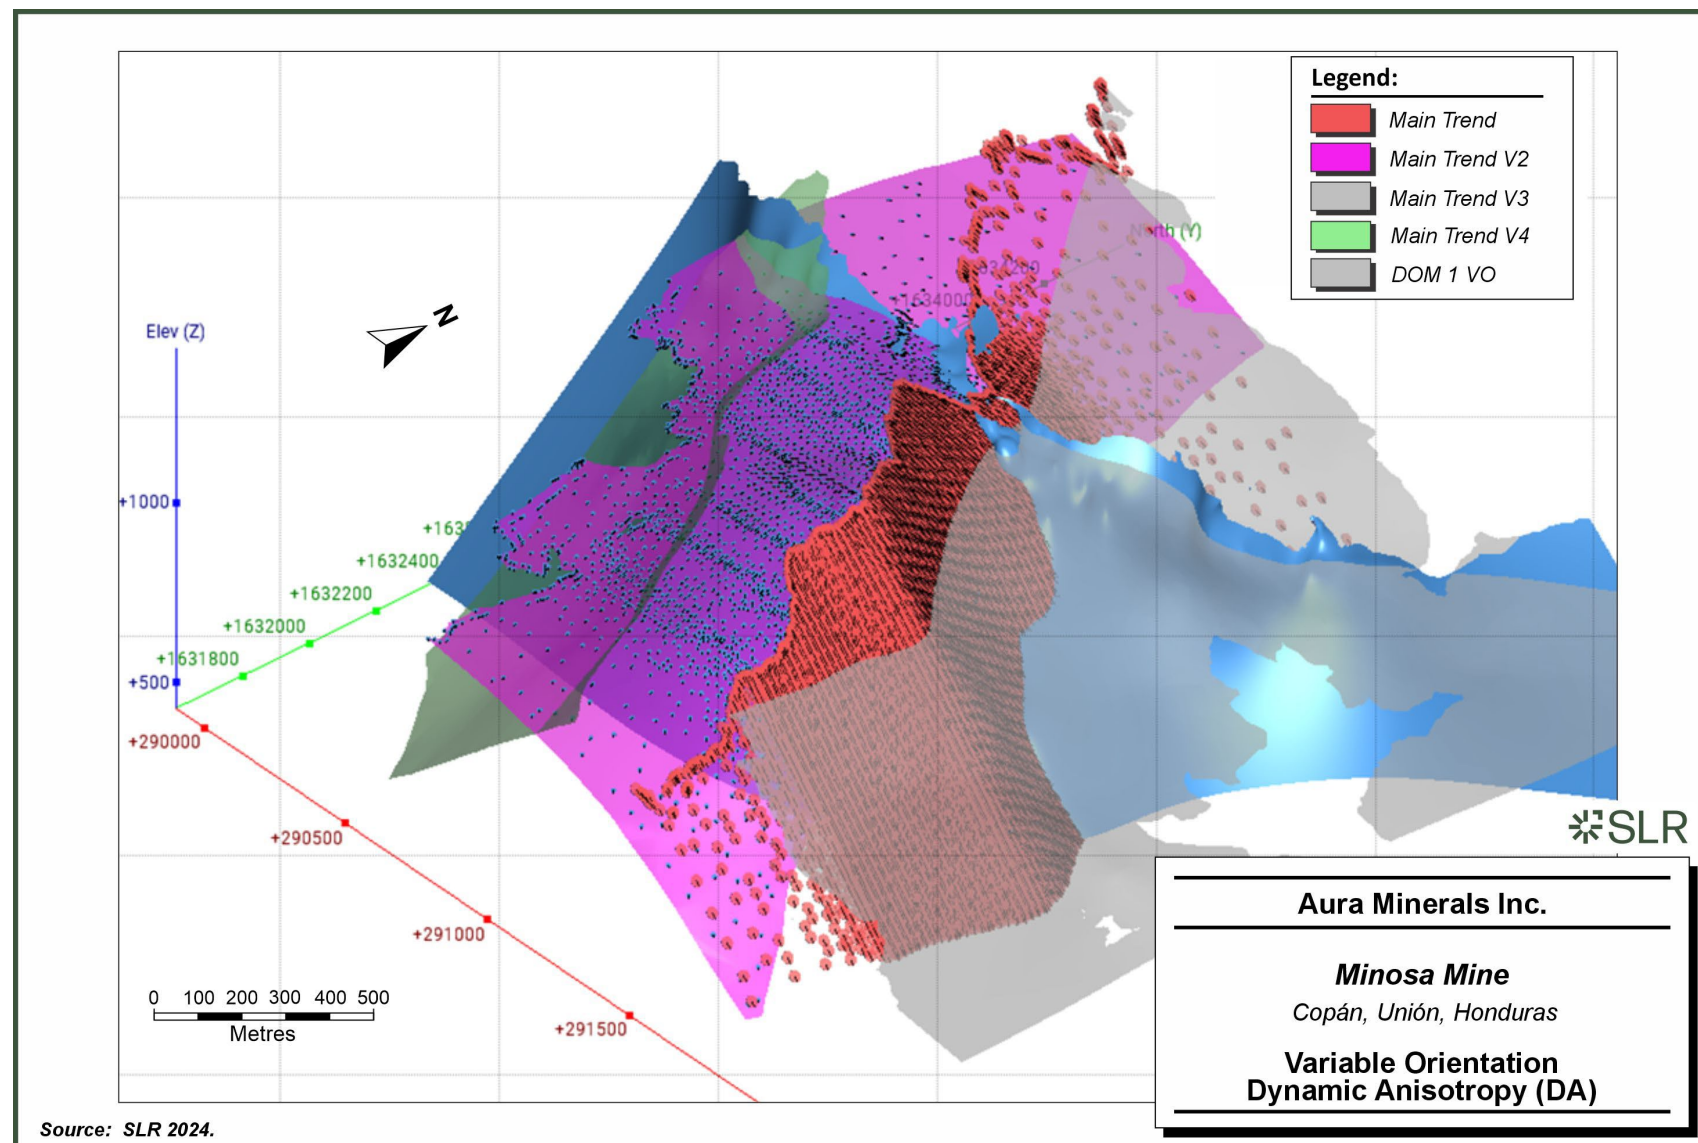 Legend:
Main Trend
Main Trend V2
Main Trend V3
Main Trend V4
DOM 1 VO
North (Y)
+1634000
N
Elev (Z)
+1000
+500
+1632400
+1632200
+1632000
+1631800
+290000
+290500
+291000
+291500
0 100 200 300 400 500
Metres
SLR
Aura Minerals Inc.
Minosa Mine
Copán, Unión, Honduras
Variable Orientation
Dynamic Anisotropy (DA)
Source: SLR 2024.